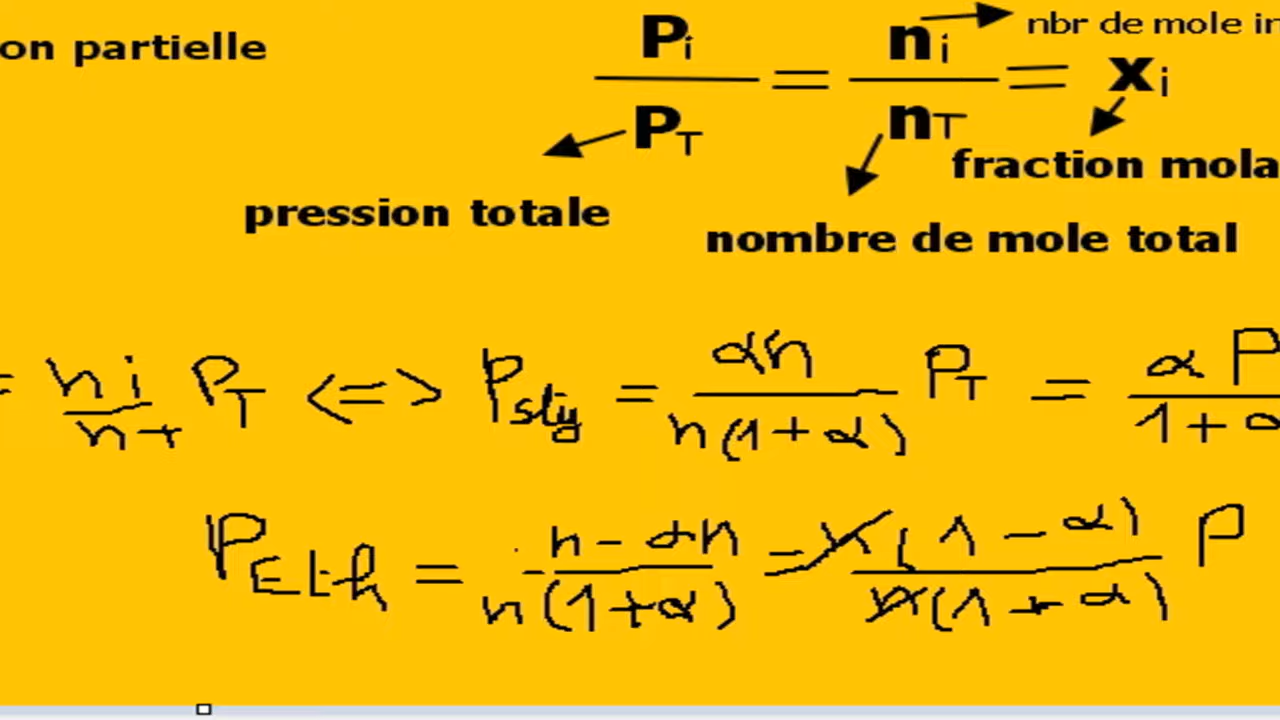 on partielle
Pi / PT = ni / nT = xi
nbr de mole in
fraction mola
pression totale
nombre de mole total
= ni / nT PT <=> Psty = αn / n(1+α) PT = αP / 1+α
PEth = n-αn / n(1+α) = n(1-α) / n(1+α) P